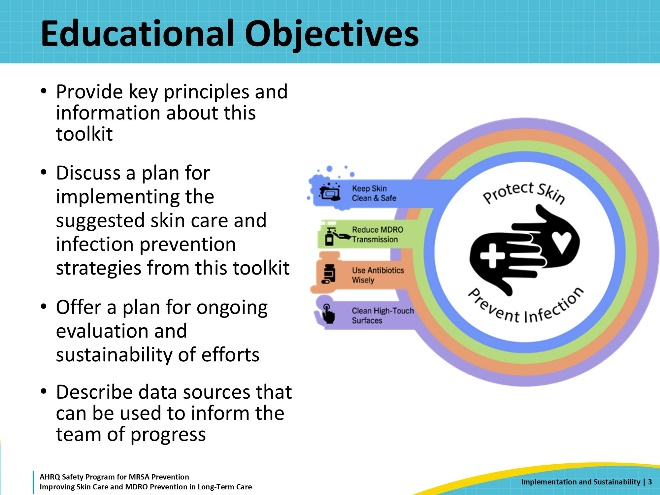 Educational Objectives
• Provide key principles and
information about this
toolkit
• Discuss a plan for
implementing the
suggested skin care and
infection prevention
strategies from this toolkit
• Offer a plan for ongoing
evaluation and
sustainability of efforts
• Describe data sources that
can be used to inform the
team of progress
Keep Skin
Clean & Safe
Reduce MDRO
Transmission
Use Antibiotics
Wisely
Clean High-Touch
Surfaces
Protect Skin
Prevent Infection
AHRQ Safety Program for MRSA Prevention
Improving Skin Care and MDRO Prevention in Long-Term Care
Implementation and Sustainability | 3